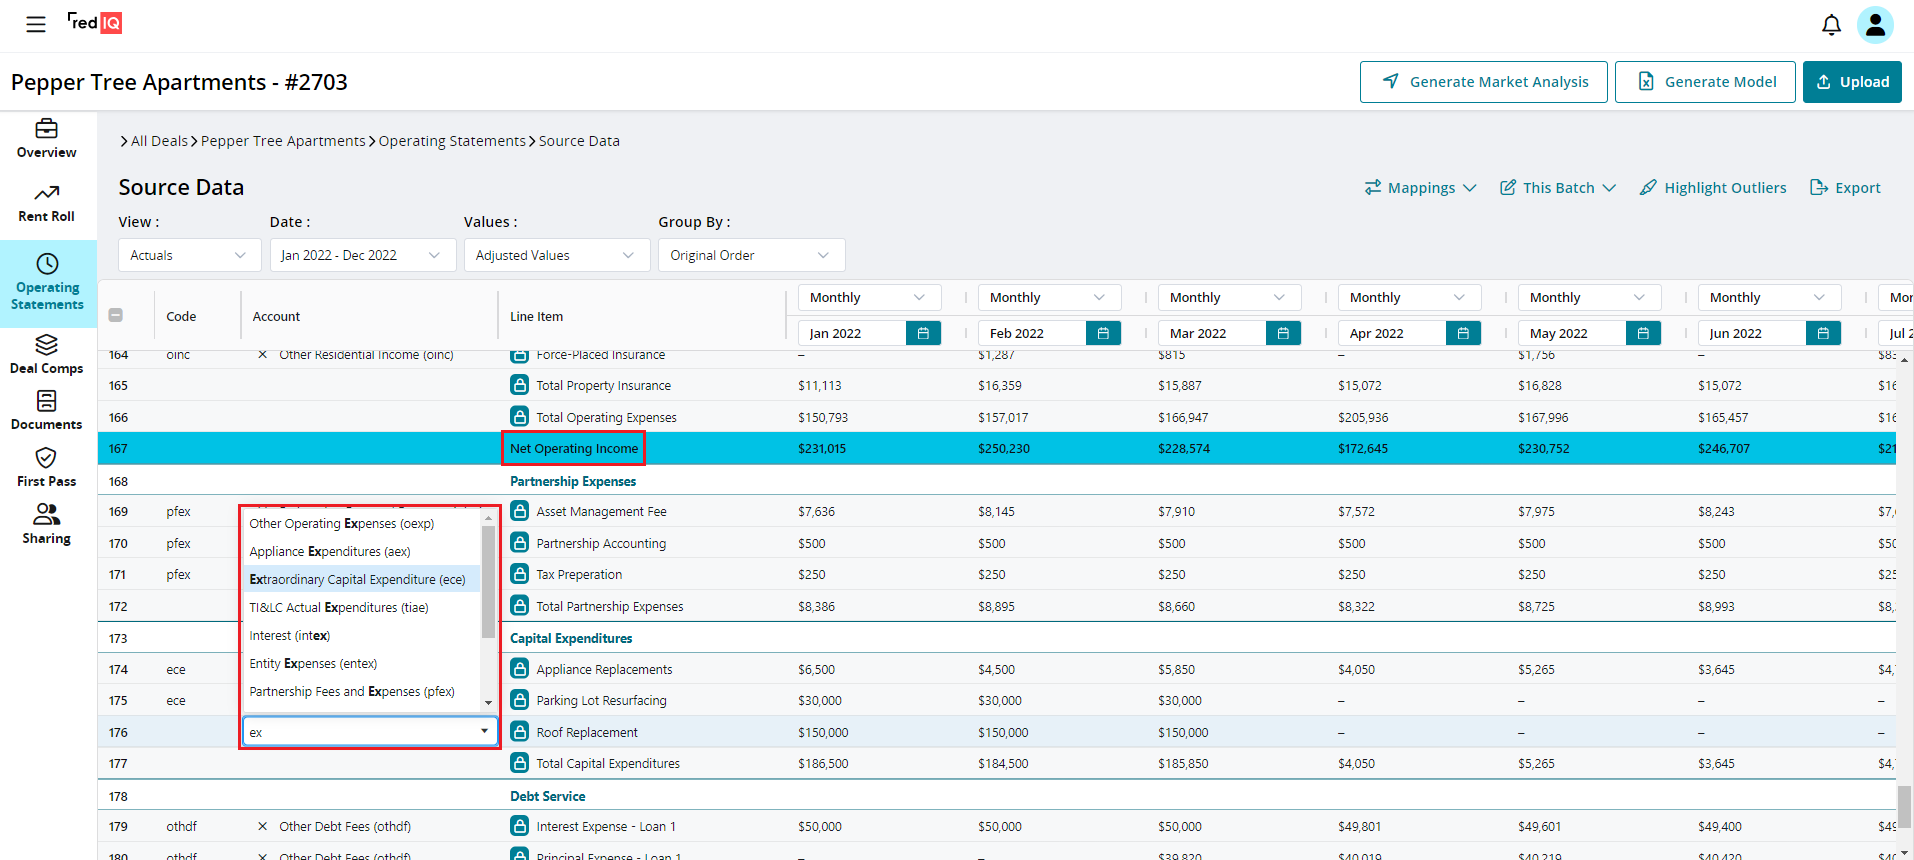 red IQ
Pepper Tree Apartments - #2703
Generate Market Analysis
Generate Model
Upload
Overview
Rent Roll
Operating
Statements
Deal Comps
Documents
First Pass
Sharing
All Deals Pepper Tree Apartments Operating Statements Source Data
Source Data
Mappings This Batch Highlight Outliers Export
View : Date : Values : Group By :
Actuals Jan 2022 - Dec 2022 Adjusted Values Original Order
Monthly Monthly Monthly Monthly Monthly Monthly Mon
Code Account Line Item
Jan 2022 Feb 2022 Mar 2022 Apr 2022 May 2022 Jun 2022 Jul 2
164 oinc × Other Residential Income (oinc) Force-Placed Insurance – $1,287 $815 – $1,756 – $83
165 Total Property Insurance $11,113 $16,359 $15,887 $15,072 $16,828 $15,072 $16
166 Total Operating Expenses $150,793 $157,017 $166,947 $205,936 $167,996 $165,457 $16
167 Net Operating Income $231,015 $250,230 $228,574 $172,645 $230,752 $246,707 $21
168 Partnership Expenses
169 pfex Asset Management Fee $7,636 $8,145 $7,910 $7,572 $7,975 $8,243 $7,
170 pfex Partnership Accounting $500 $500 $500 $500 $500 $500 $50
171 pfex Tax Preperation $250 $250 $250 $250 $250 $250 $25
172 Total Partnership Expenses $8,386 $8,895 $8,660 $8,322 $8,725 $8,993 $8,
173 Capital Expenditures
174 ece Appliance Replacements $6,500 $4,500 $5,850 $4,050 $5,265 $3,645 $4,
175 ece Parking Lot Resurfacing $30,000 $30,000 $30,000 – – – –
176 Roof Replacement $150,000 $150,000 $150,000 – – – –
177 Total Capital Expenditures $186,500 $184,500 $185,850 $4,050 $5,265 $3,645 $4,
Other Operating Expenses (oexp)
Appliance Expenditures (aex)
Extraordinary Capital Expenditure (ece)
TI&LC Actual Expenditures (tiae)
Interest (intex)
Entity Expenses (entex)
Partnership Fees and Expenses (pfex)
ex
178 Debt Service
179 othdf × Other Debt Fees (othdf) Interest Expense - Loan 1 $50,000 $50,000 $50,000 $49,801 $49,601 $49,400 $49
180 othdf × Other Debt Fees (othdf) Principal Expense - Loan 1 – – $39,820 $40,019 $40,219 $40,420 $40